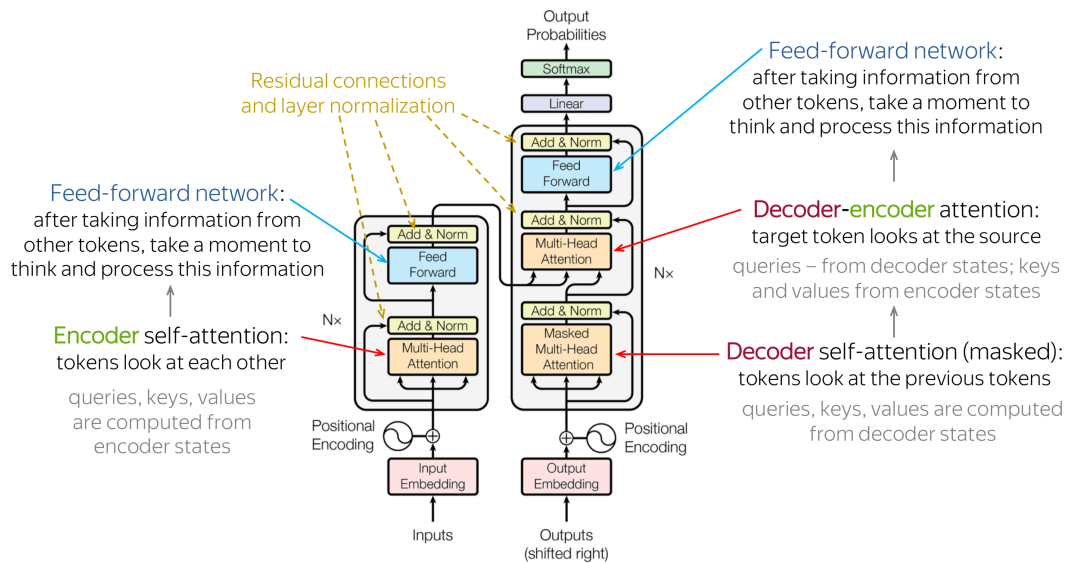 Output
Probabilities
Softmax
Linear
Add & Norm
Feed
Forward
Add & Norm
Multi-Head
Attention
Add & Norm
Masked
Multi-Head
Attention
Nx
Positional
Encoding
Output
Embedding
Outputs
(shifted right)
Residual connections
and layer normalization
Add & Norm
Feed
Forward
Add & Norm
Multi-Head
Attention
Nx
Positional
Encoding
Input
Embedding
Inputs
Feed-forward network:
after taking information from
other tokens, take a moment to
think and process this information
Encoder self-attention:
tokens look at each other
queries, keys, values
are computed from
encoder states
Feed-forward network:
after taking information from
other tokens, take a moment to
think and process this information
Decoder-encoder attention:
target token looks at the source
queries – from decoder states; keys
and values from encoder states
Decoder self-attention (masked):
tokens look at the previous tokens
queries, keys, values are computed
from decoder states